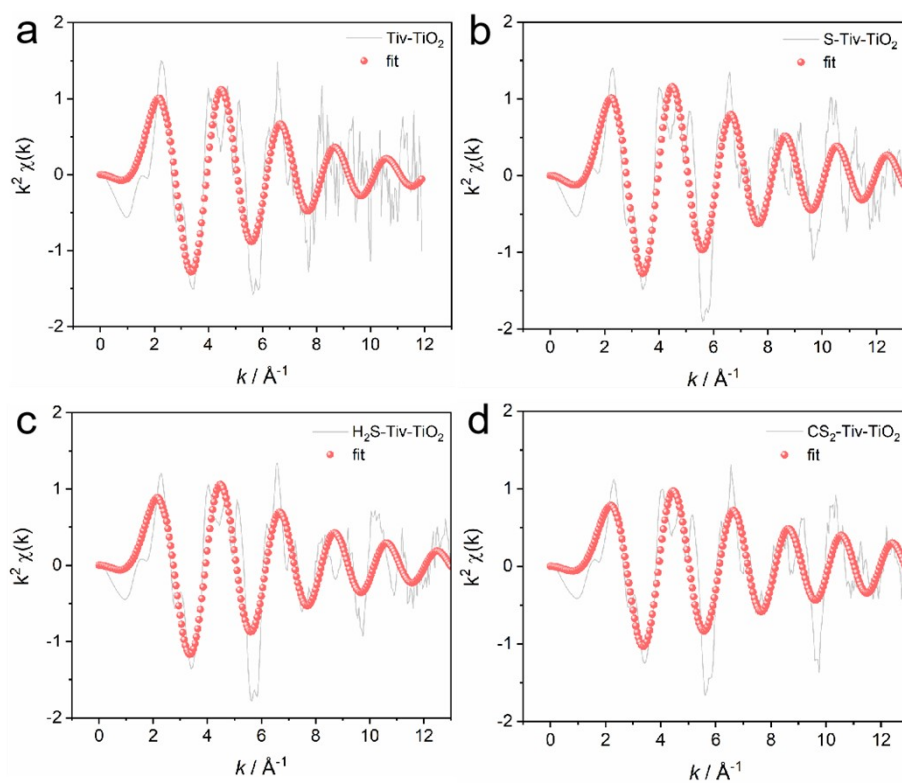 a
Tiv-TiO₂
fit
2
1
0
-1
-2
k² χ(k)
0 2 4 6 8 10 12
k / Å⁻¹
b
S-Tiv-TiO₂
fit
2
1
0
-1
-2
k² χ(k)
0 2 4 6 8 10 12
k / Å⁻¹
c
H₂S-Tiv-TiO₂
fit
2
1
0
-1
-2
k² χ(k)
0 2 4 6 8 10 12
k / Å⁻¹
d
CS₂-Tiv-TiO₂
fit
2
1
0
-1
-2
k² χ(k)
0 2 4 6 8 10 12
k / Å⁻¹